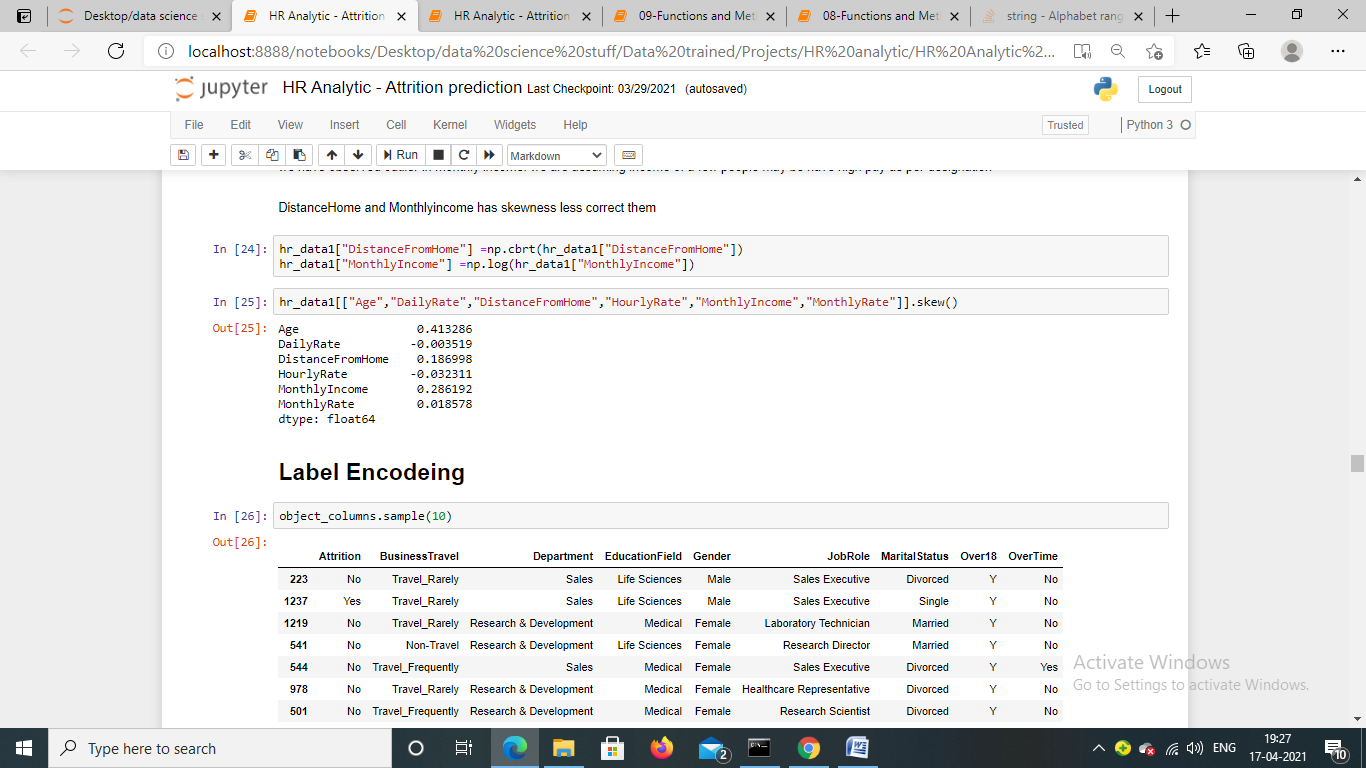 Desktop/data science
HR Analytic - Attrition
HR Analytic - Attrition
09-Functions and Met
08-Functions and Met
string - Alphabet rang
localhost:8888/notebooks/Desktop/data%20science%20stuff/Data%20trained/Projects/HR%20analytic/HR%20Analytic%2...
jupyter HR Analytic - Attrition prediction Last Checkpoint: 03/29/2021 (autosaved)
Logout
File Edit View Insert Cell Kernel Widgets Help
Trusted
Python 3
Run
Markdown
DistanceHome and Monthlyincome has skewness less correct them
In [24]: hr_data1["DistanceFromHome"] =np.cbrt(hr_data1["DistanceFromHome"])
hr_data1["MonthlyIncome"] =np.log(hr_data1["MonthlyIncome"])
In [25]: hr_data1[["Age","DailyRate","DistanceFromHome","HourlyRate","MonthlyIncome","MonthlyRate"]].skew()
Out[25]: Age 0.413286
DailyRate -0.003519
DistanceFromHome 0.186998
HourlyRate -0.032311
MonthlyIncome 0.286192
MonthlyRate 0.018578
dtype: float64
Label Encodeing
In [26]: object_columns.sample(10)
Out[26]:
Attrition BusinessTravel Department EducationField Gender JobRole MaritalStatus Over18 OverTime
223 No Travel_Rarely Sales Life Sciences Male Sales Executive Divorced Y No
1237 Yes Travel_Rarely Sales Life Sciences Male Sales Executive Single Y No
1219 No Travel_Rarely Research & Development Medical Female Laboratory Technician Married Y No
541 No Non-Travel Research & Development Life Sciences Female Research Director Married Y No
544 No Travel_Frequently Sales Medical Female Sales Executive Divorced Y Yes
978 No Travel_Rarely Research & Development Medical Female Healthcare Representative Divorced Y No
501 No Travel_Frequently Research & Development Medical Female Research Scientist Divorced Y No
Activate Windows
Go to Settings to activate Windows.
Type here to search
2
ENG
19:27
17-04-2021
10